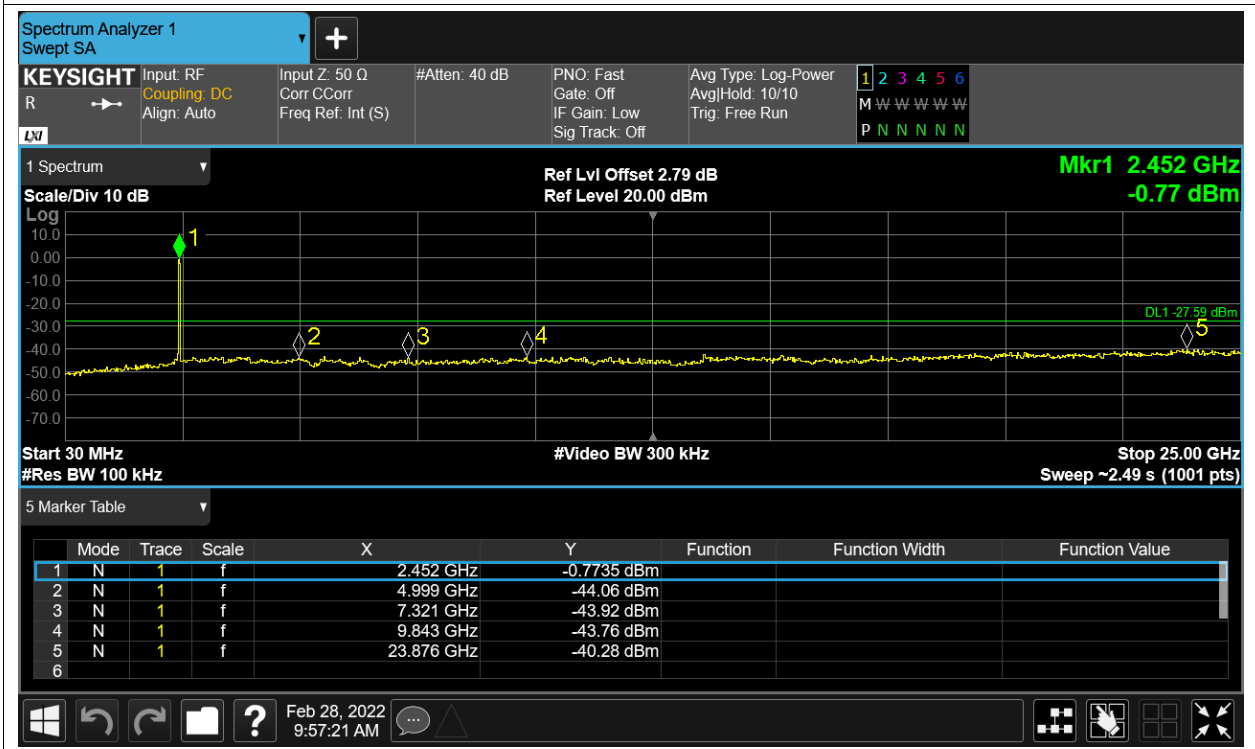 Spectrum Analyzer 1
Swept SA
KEYSIGHT Input: RF Input Z: 50 Ω #Atten: 40 dB PNO: Fast Avg Type: Log-Power 1 2 3 4 5 6
R Coupling: DC Corr CCorr Gate: Off Avg|Hold: 10/10 M W W W W W
Align: Auto Freq Ref: Int (S) IF Gain: Low Trig: Free Run
LXI Sig Track: Off P N N N N N
1 Spectrum Ref Lvl Offset 2.79 dB Mkr1 2.452 GHz
Scale/Div 10 dB Ref Level 20.00 dBm -0.77 dBm
Log
10.0 1
0.00
-10.0
-20.0
DL1 -27.59 dBm
-30.0 2 3 4 5
-40.0
-50.0
-60.0
-70.0
Start 30 MHz #Video BW 300 kHz Stop 25.00 GHz
#Res BW 100 kHz Sweep ~2.49 s (1001 pts)
5 Marker Table
Mode Trace Scale X Y Function Function Width Function Value
1 N 1 f 2.452 GHz -0.7735 dBm
2 N 1 f 4.999 GHz -44.06 dBm
3 N 1 f 7.321 GHz -43.92 dBm
4 N 1 f 9.843 GHz -43.76 dBm
5 N 1 f 23.876 GHz -40.28 dBm
6
? Feb 28, 2022
9:57:21 AM